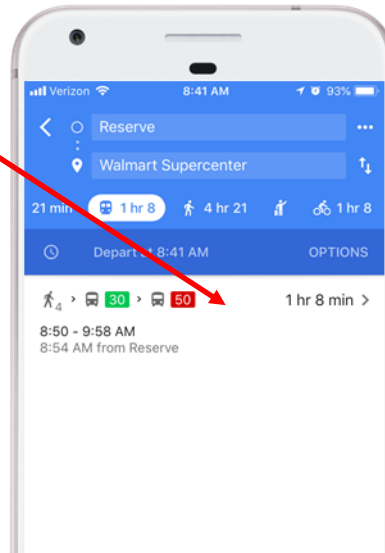 Verizon 8:41 AM 93%
Reserve
Walmart Supercenter
21 min 1 hr 8 4 hr 21 1 hr 8
Depart at 8:41 AM OPTIONS
4 30 50 1 hr 8 min
8:50 - 9:58 AM
8:54 AM from Reserve